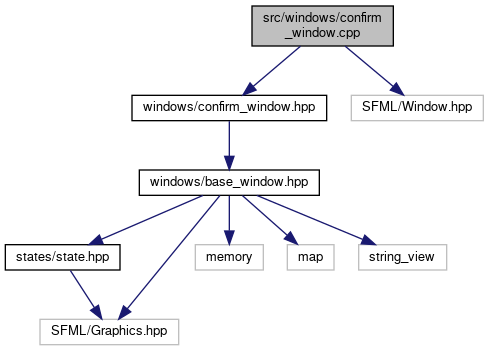 src/windows/confirm
_window.cpp
windows/confirm_window.hpp
SFML/Window.hpp
windows/base_window.hpp
states/state.hpp
memory
map
string_view
SFML/Graphics.hpp